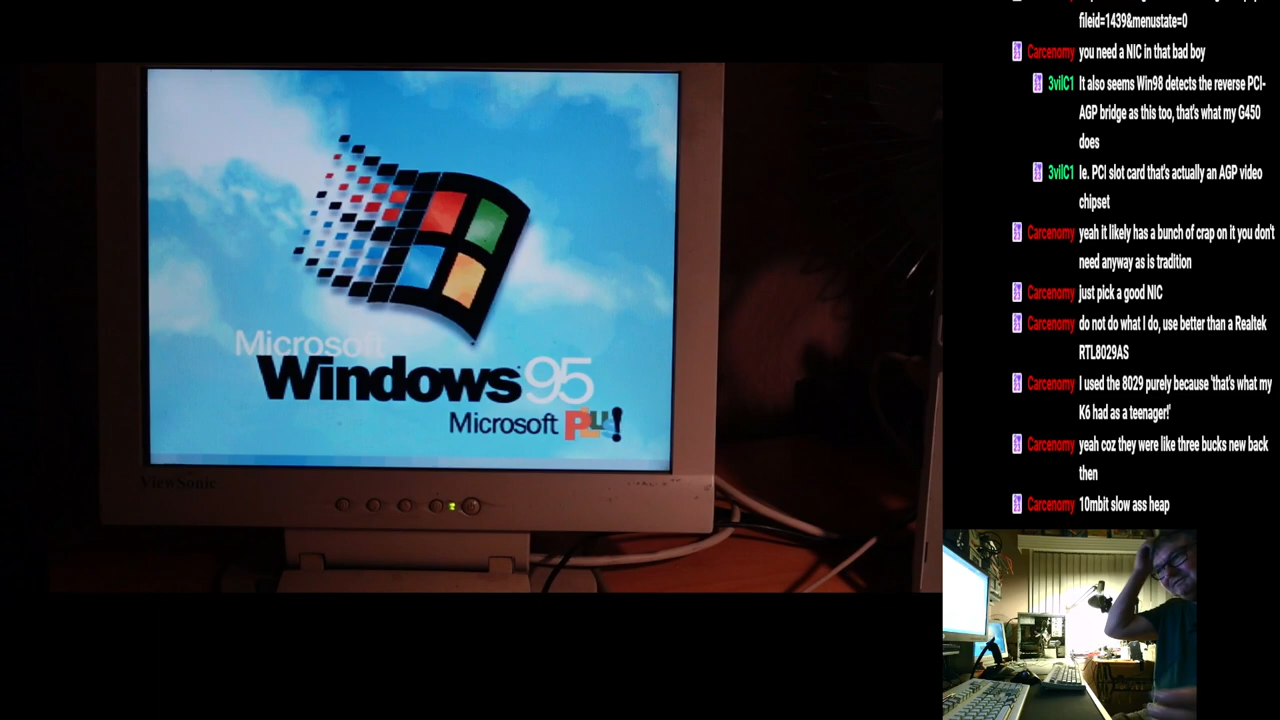 Microsoft
Windows 95
Microsoft Plus!
ViewSonic
fileid=1439&menustate=0
Carcenomy you need a NIC in that bad boy
3vilC1 It also seems Win98 detects the reverse PCI-
AGP bridge as this too, that's what my G450
does
3vilC1 Ie. PCI slot card that's actually an AGP video
chipset
Carcenomy yeah it likely has a bunch of crap on it you don't
need anyway as is tradition
Carcenomy just pick a good NIC
Carcenomy do not do what I do, use better than a Realtek
RTL8029AS
Carcenomy I used the 8029 purely because 'that's what my
K6 had as a teenager!'
Carcenomy yeah coz they were like three bucks new back
then
Carcenomy 10mbit slow ass heap